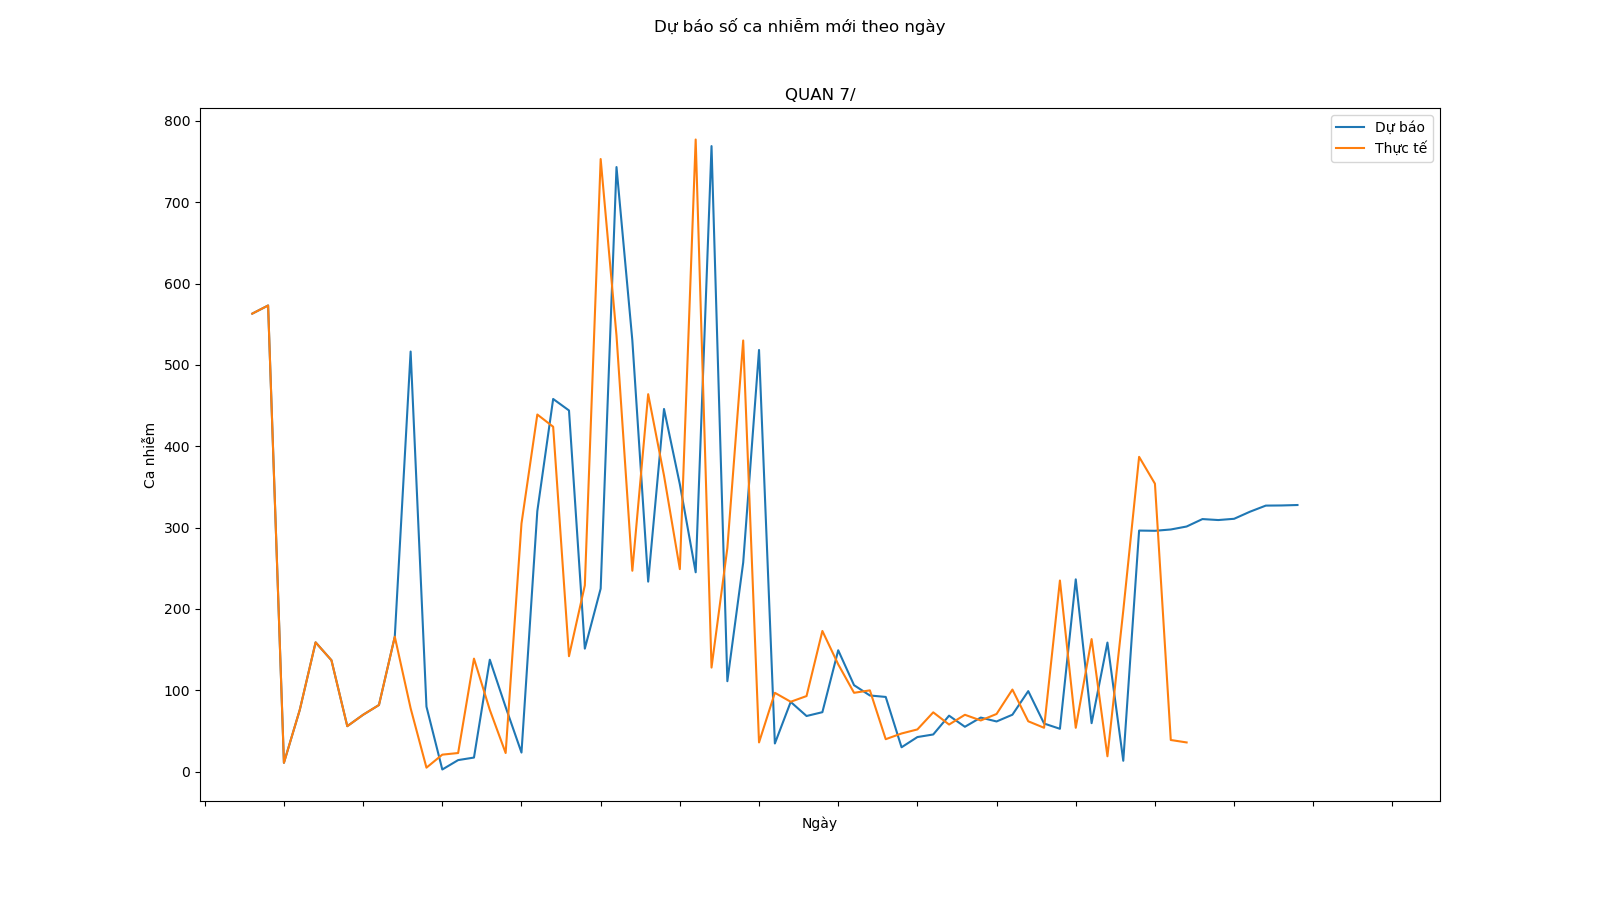 Dự báo số ca nhiễm mới theo ngày
QUAN 7/
Dự báo
Thực tế
800
700
600
500
400
300
200
100
0
Ca nhiễm
Ngày